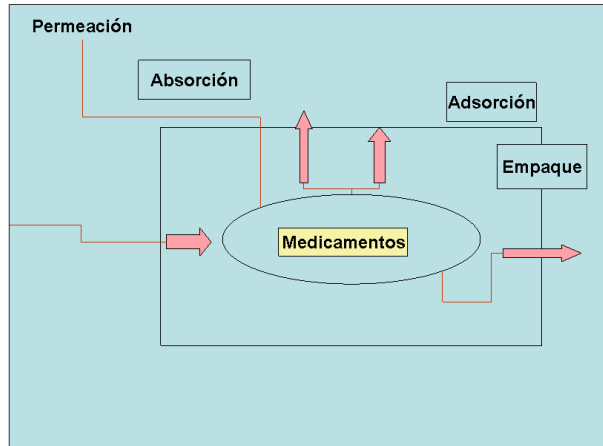 Permeación
Absorción
Adsorción
Empaque
Medicamentos